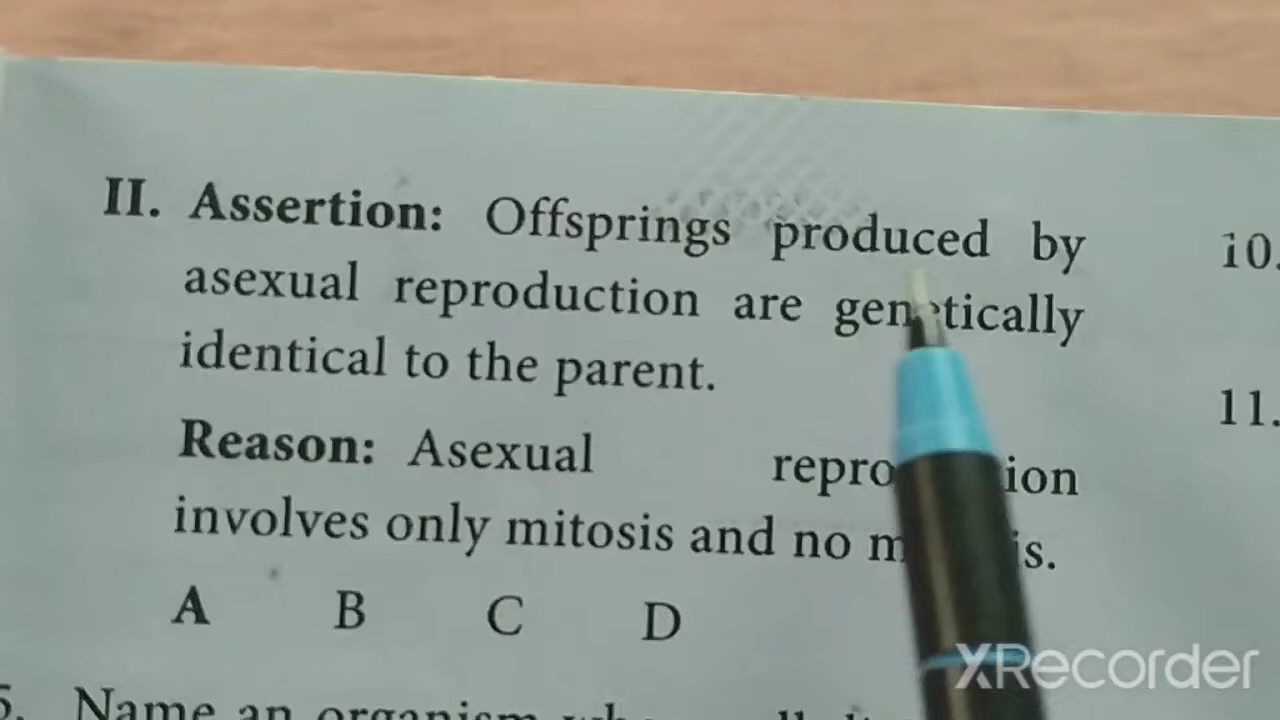 II. Assertion: Offsprings produced by
asexual reproduction are genetically
identical to the parent.
Reason: Asexual
involves only mitosis and no
A B C D
Name an organism
10.
11.
XRecorder